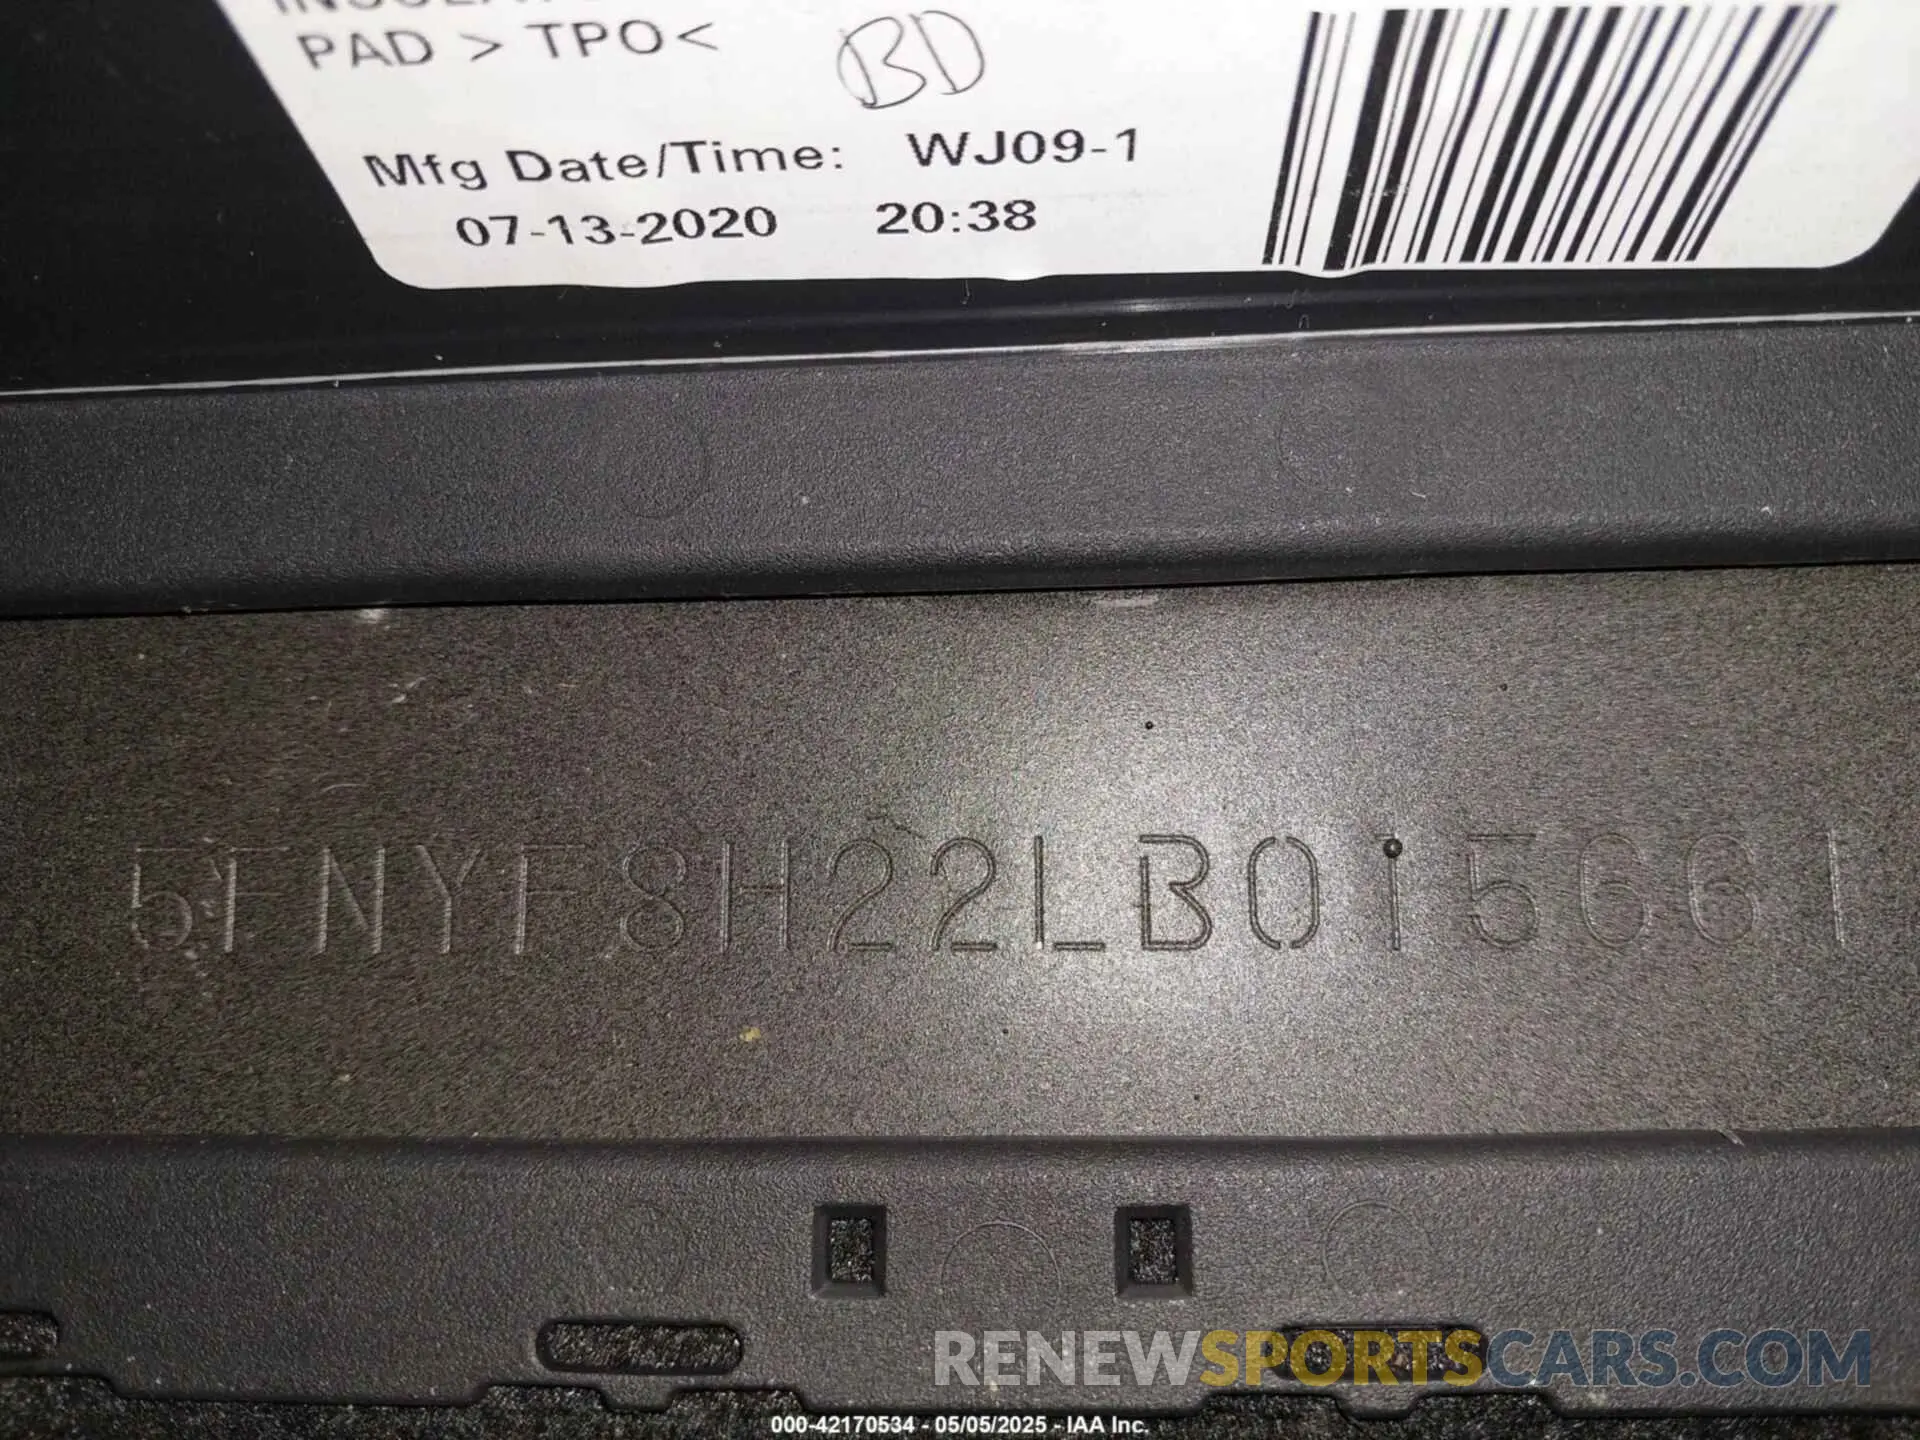 PAD > TPO<
BD
Mfg Date/Time: WJ09-1
07-13-2020 20:38
5FNYF8H22LB015661
RENEWSPORTSCARS.COM
000-42170534 - 05/05/2025 - IAA Inc.